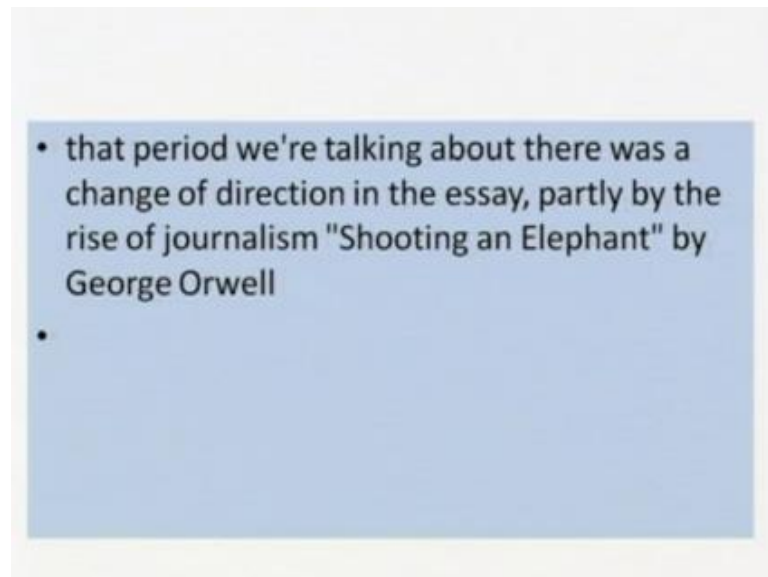 • that period we're talking about there was a
change of direction in the essay, partly by the
rise of journalism "Shooting an Elephant" by
George Orwell
•